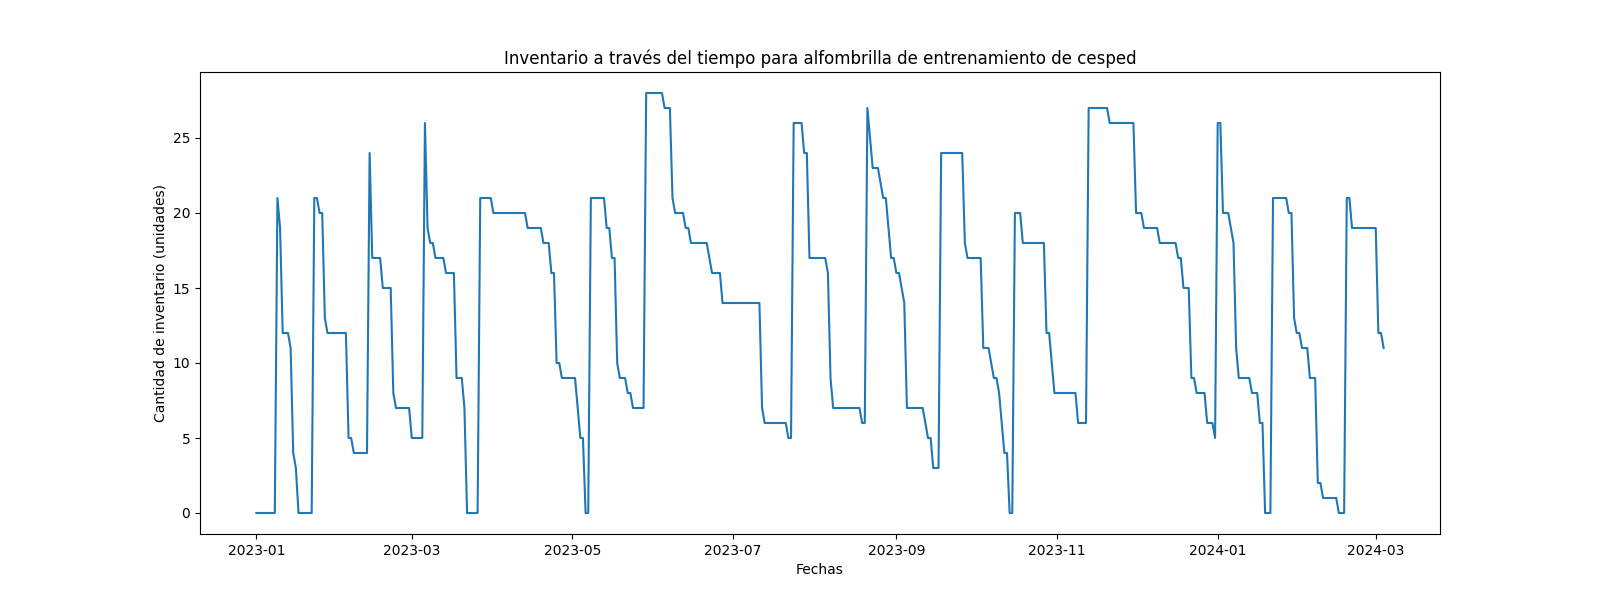 Inventario a través del tiempo para alfombrilla de entrenamiento de cesped
Cantidad de inventario (unidades)
25
20
15
10
5
0
2023-01 2023-03 2023-05 2023-07 2023-09 2023-11 2024-01 2024-03
Fechas